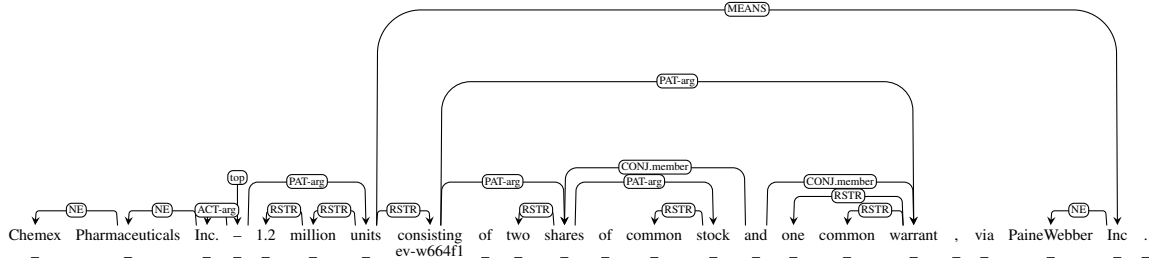 MEANS
PAT-arg
CONJ.member
top PAT-arg PAT-arg PAT-arg CONJ.member
RSTR
NE NE ACT-arg RSTR RSTR RSTR RSTR RSTR RSTR NE
Chemex Pharmaceuticals Inc. – 1.2 million units consisting of two shares of common stock and one common warrant , via PaineWebber Inc .
_ _ _ _ _ _ _ ev-w664f1 _ _ _ _ _ _ _ _ _ _ _ _ _ _ _